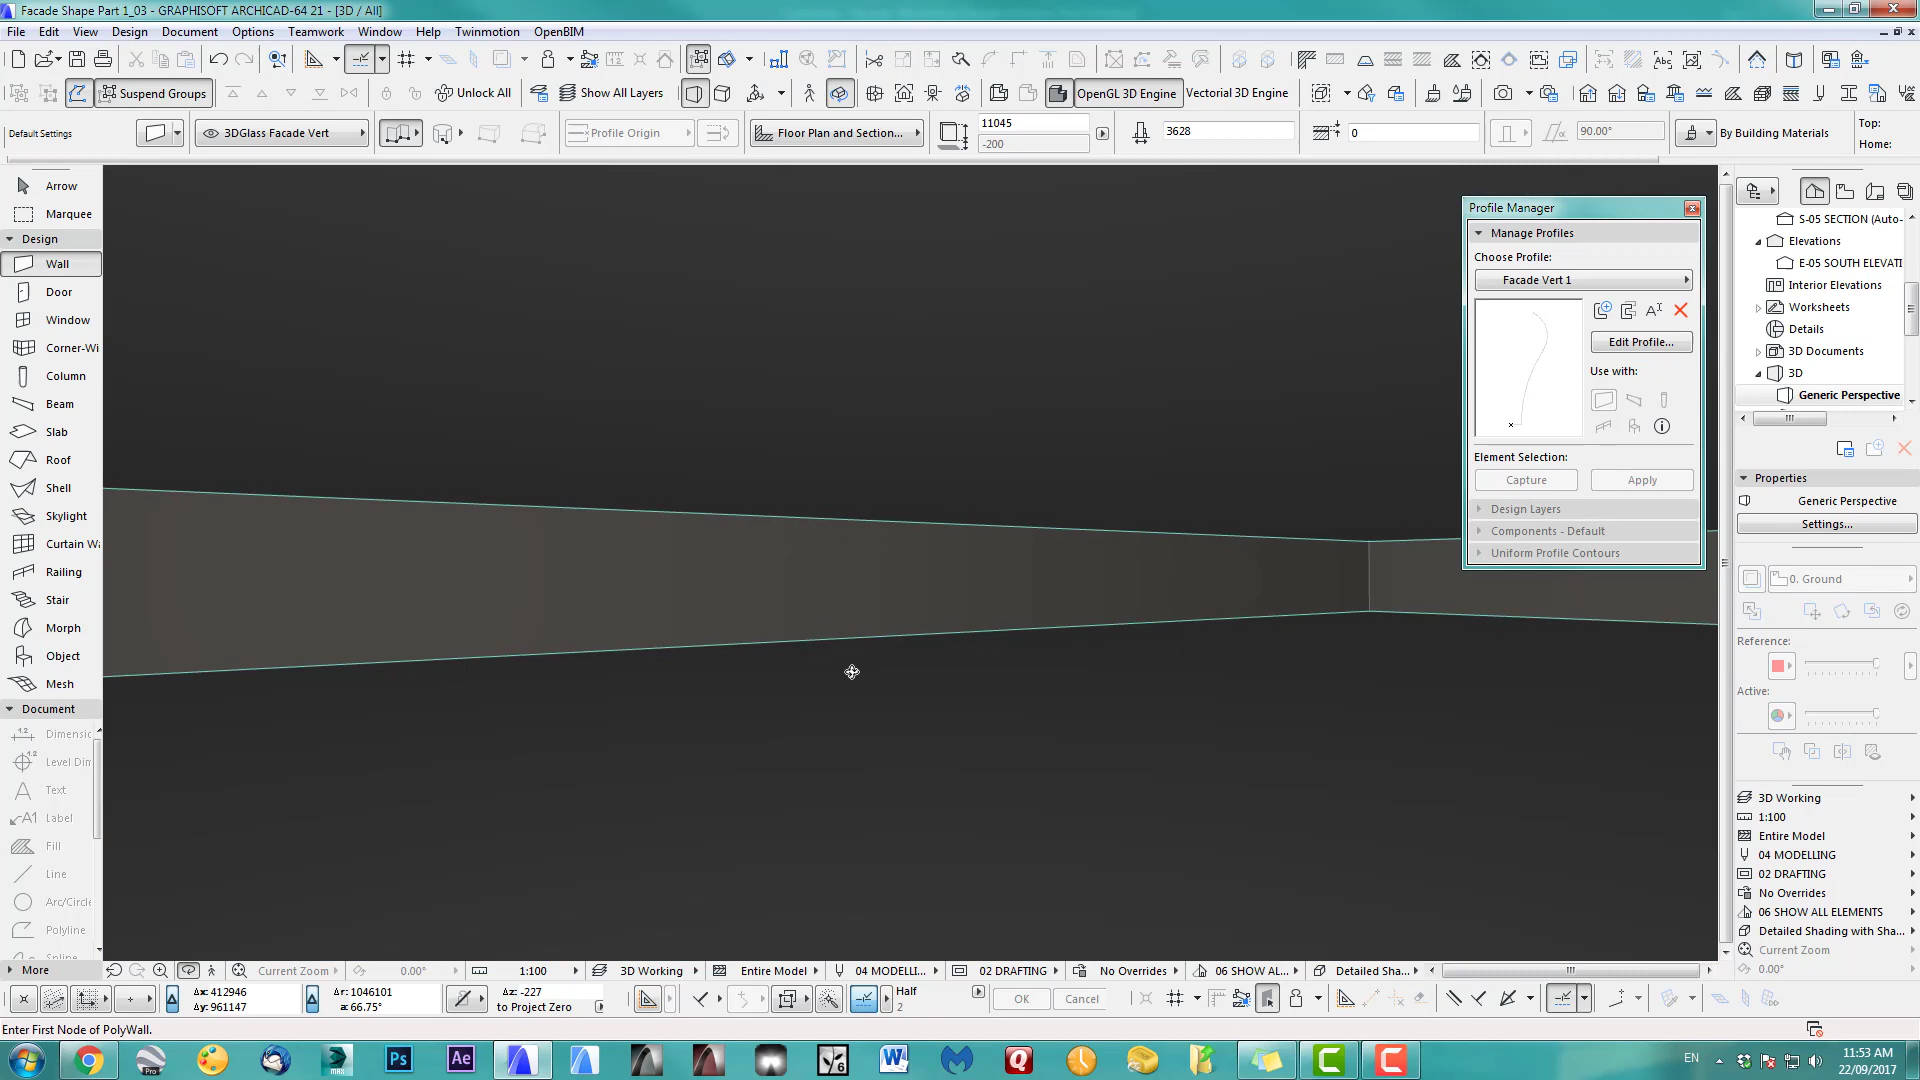 Facade Shape Part 1_03 - GRAPHISOFT ARCHICAD-64 21 - [3D / All]
File Edit View Design Document Options Teamwork Window Help Twinmotion OpenBIM
Suspend Groups Unlock All Show All Layers OpenGL 3D Engine Vectorial 3D Engine
Default Settings 3DGlass Facade Vert Profile Origin Floor Plan and Section... 11045 -200 3628 0 90.00° By Building Materials Top: Home:
Arrow
Marquee
Design
Wall
Door
Window
Corner-Wi
Column
Beam
Slab
Roof
Shell
Skylight
Curtain Wa
Railing
Stair
Morph
Object
Mesh
Document
Dimensio
Level Dim
Text
Label
Fill
Line
Arc/Circle
Polyline
More
Profile Manager
Manage Profiles
Choose Profile:
Facade Vert 1
Edit Profile...
Use with:
Element Selection:
Capture Apply
Design Layers
Components - Default
Uniform Profile Contours
S-05 SECTION (Auto-
Elevations
E-05 SOUTH ELEVATI
Interior Elevations
Worksheets
Details
3D Documents
3D
Generic Perspective
Properties
Generic Perspective
Settings...
0. Ground
Reference:
Active:
3D Working
1:100
Entire Model
04 MODELLING
02 DRAFTING
No Overrides
06 SHOW ALL ELEMENTS
Detailed Shading with Sha...
Current Zoom
0.00°
Current Zoom 0.00° 1:100 3D Working Entire Model 04 MODELLI... 02 DRAFTING No Overrides 06 SHOW AL... Detailed Sha...
Δx: 412946 Δr: 1046101 Δz: -227 Half
Δy: 961147 a: 66.75° to Project Zero 2
OK Cancel
Enter First Node of PolyWall.
EN 11:53 AM
22/09/2017